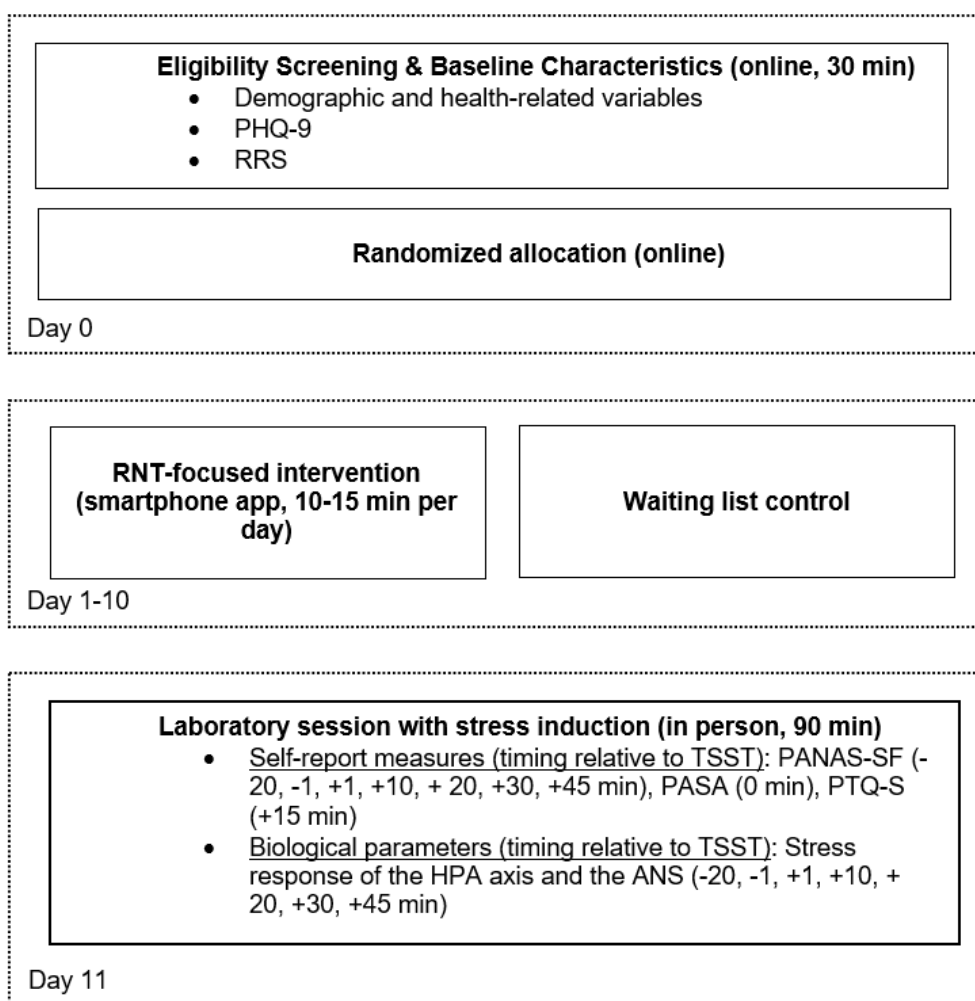 Eligibility Screening & Baseline Characteristics (online, 30 min)
• Demographic and health-related variables
• PHQ-9
• RRS
Randomized allocation (online)
Day 0
RNT-focused intervention
(smartphone app, 10-15 min per
day)
Waiting list control
Day 1-10
Laboratory session with stress induction (in person, 90 min)
• Self-report measures (timing relative to TSST): PANAS-SF (-
20, -1, +1, +10, + 20, +30, +45 min), PASA (0 min), PTQ-S
(+15 min)
• Biological parameters (timing relative to TSST): Stress
response of the HPA axis and the ANS (-20, -1, +1, +10, +
20, +30, +45 min)
Day 11